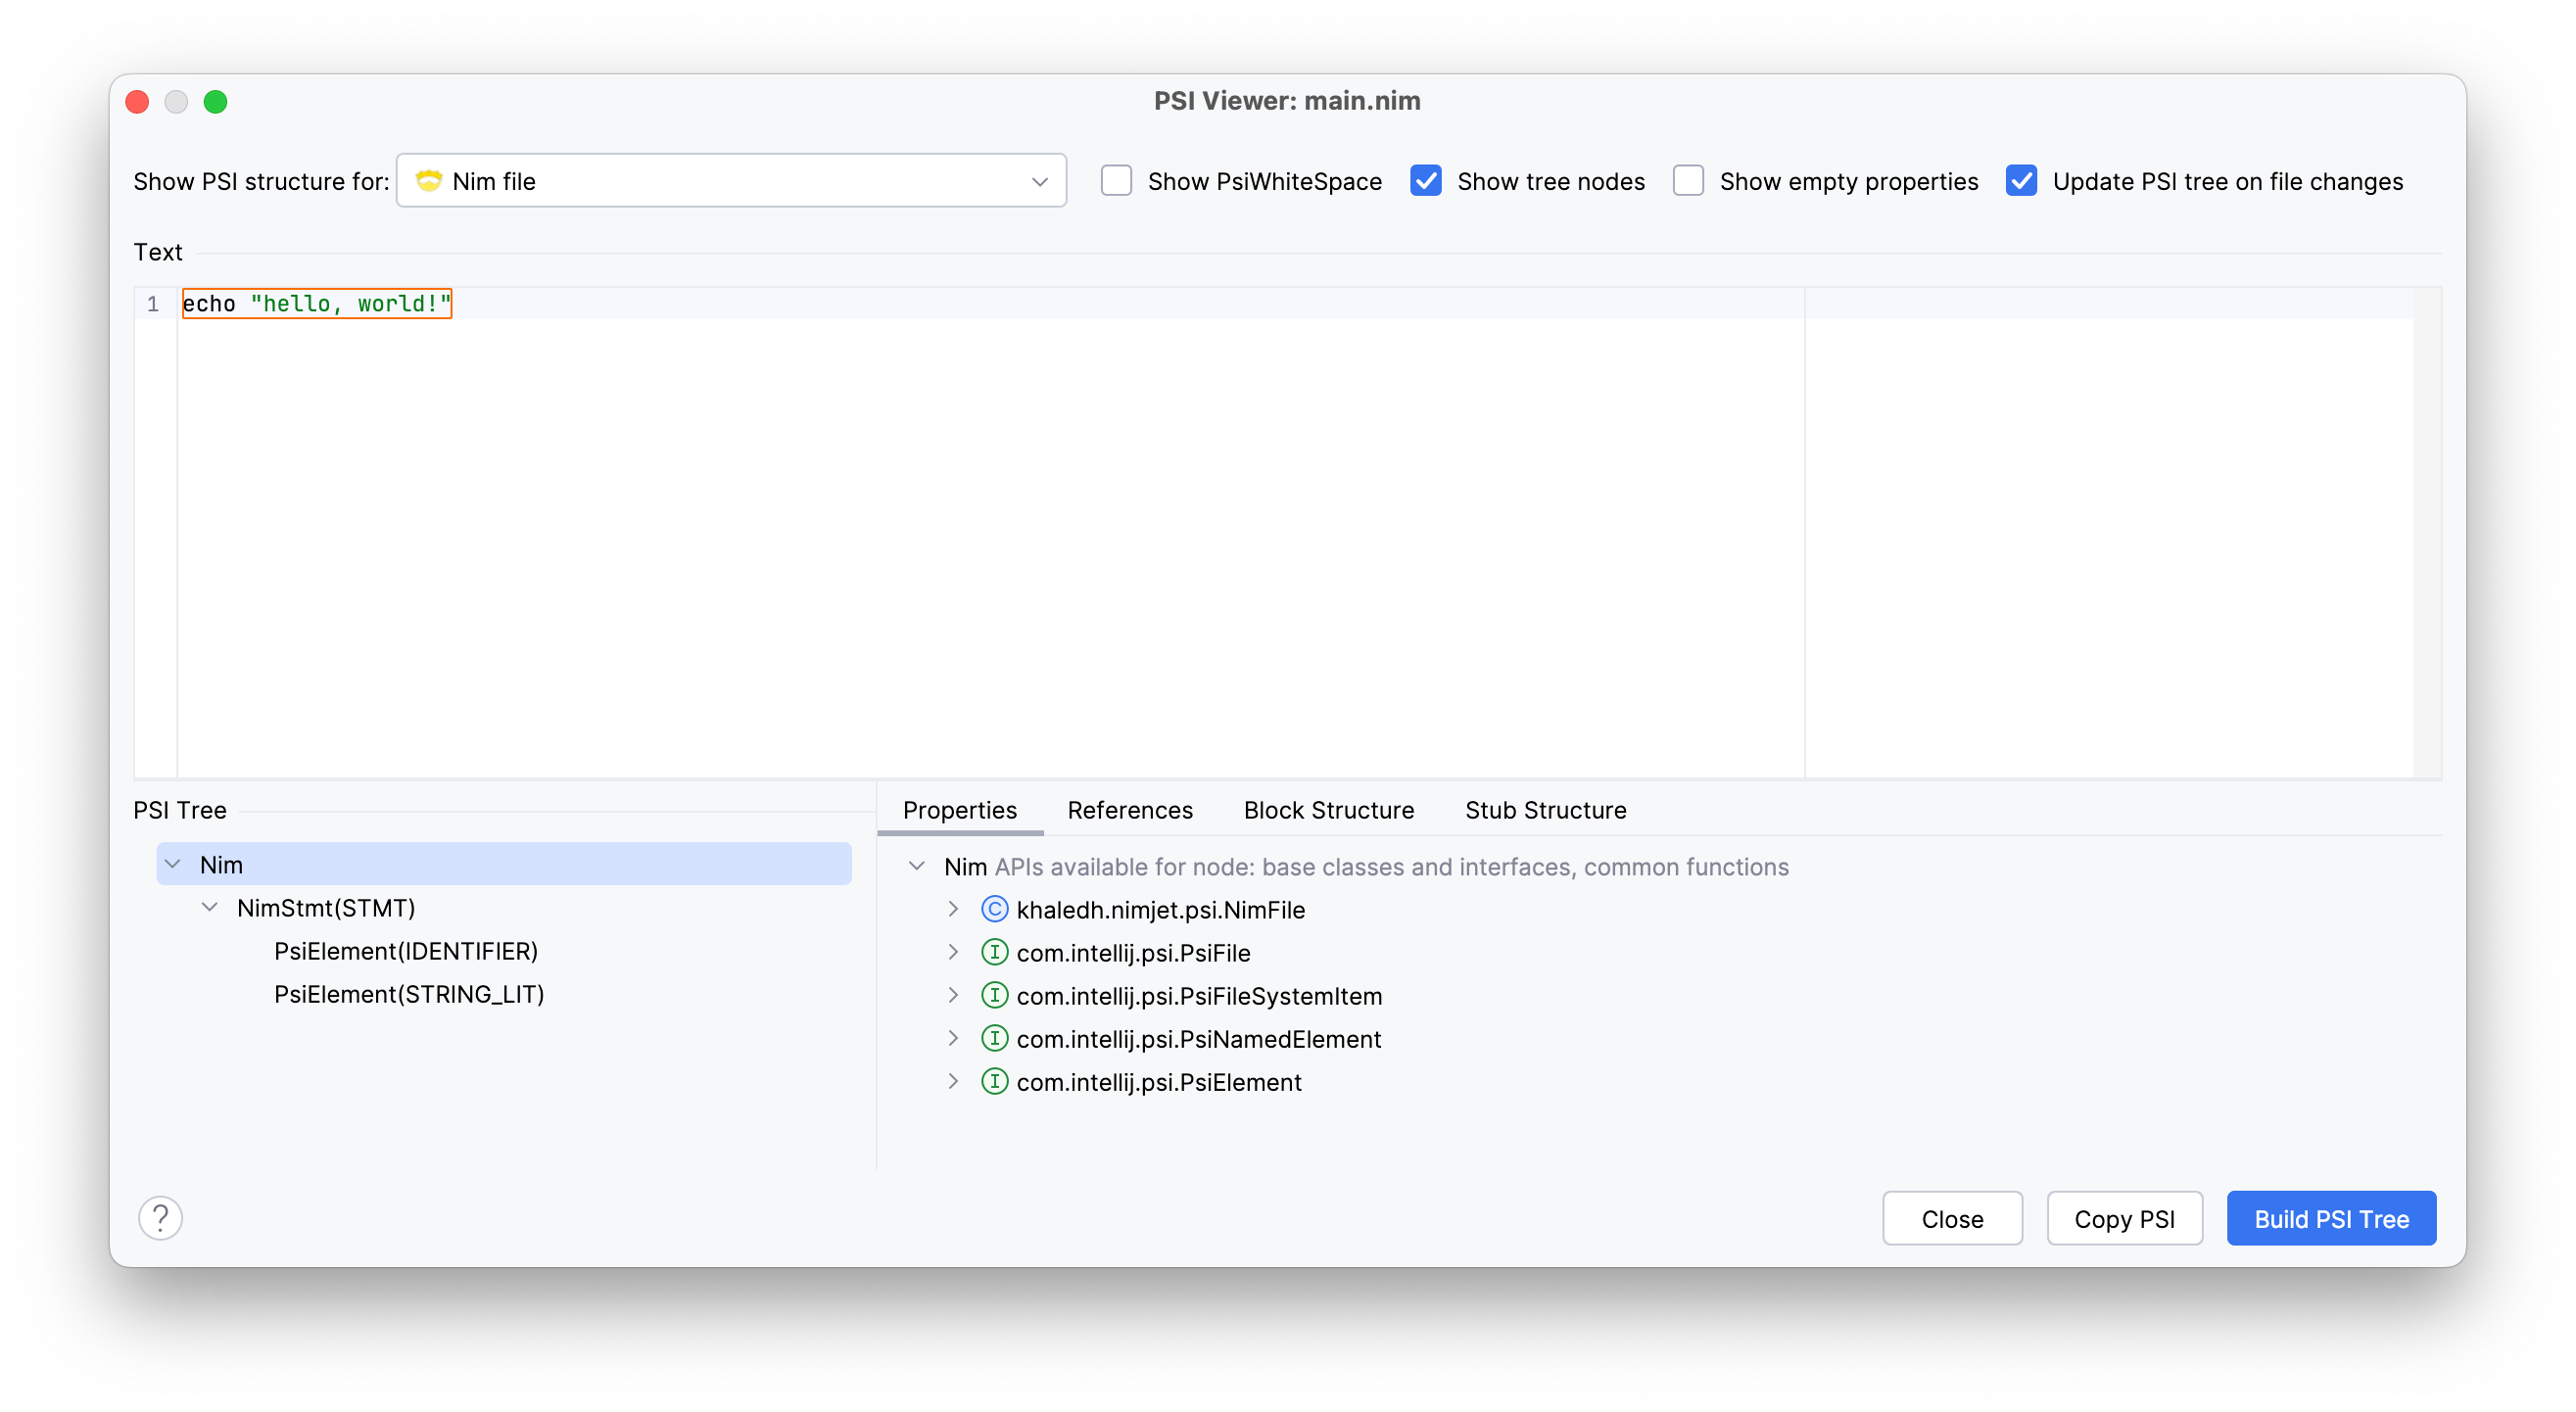 PSI Viewer: main.nim
Show PSI structure for: Nim file Show PsiWhiteSpace Show tree nodes Show empty properties Update PSI tree on file changes
Text
1 echo "hello, world!"
PSI Tree
Nim
NimStmt(STMT)
PsiElement(IDENTIFIER)
PsiElement(STRING_LIT)
Properties References Block Structure Stub Structure
Nim APIs available for node: base classes and interfaces, common functions
C khaledh.nimjet.psi.NimFile
I com.intellij.psi.PsiFile
I com.intellij.psi.PsiFileSystemItem
I com.intellij.psi.PsiNamedElement
I com.intellij.psi.PsiElement
? Close Copy PSI Build PSI Tree